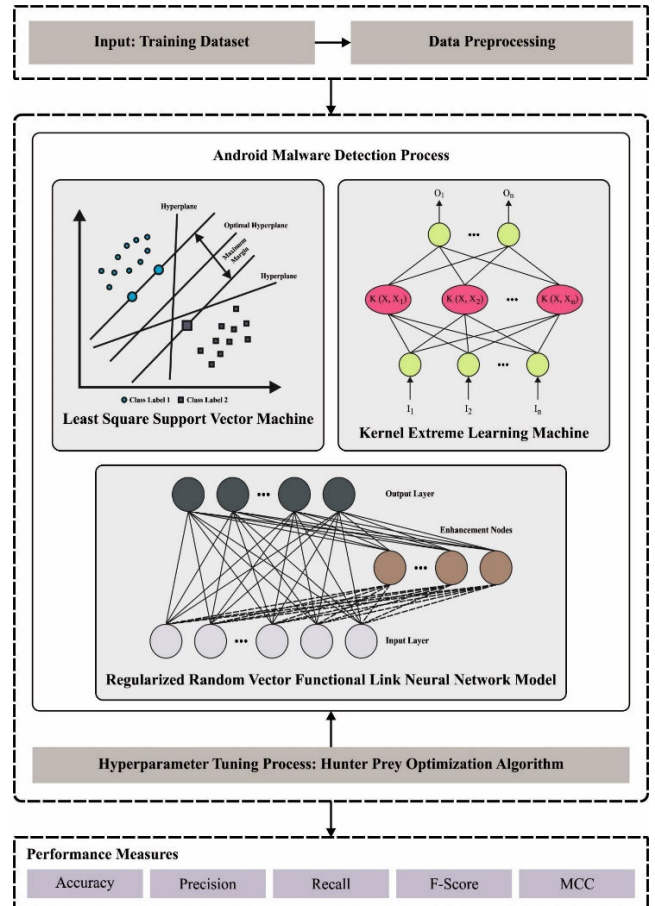 Input: Training Dataset
Data Preprocessing
Android Malware Detection Process
Hyperplane
Optimal Hyperplane
Maximum
Margin
Hyperplane
Class Label 1
Class Label 2
Least Square Support Vector Machine
O1
On
...
K (X, X1)
K (X, X2)
...
K (X, Xn)
...
I1
I2
In
Kernel Extreme Learning Machine
...
Output Layer
Enhancement Nodes
...
...
Input Layer
Regularized Random Vector Functional Link Neural Network Model
Hyperparameter Tuning Process: Hunter Prey Optimization Algorithm
Performance Measures
Accuracy
Precision
Recall
F-Score
MCC